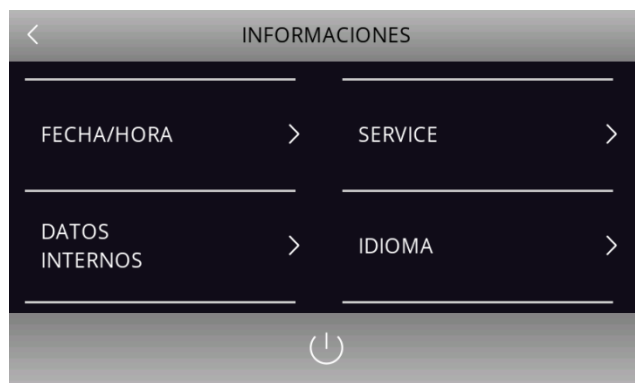 INFORMACIONES
FECHA/HORA
SERVICE
DATOS
INTERNOS
IDIOMA